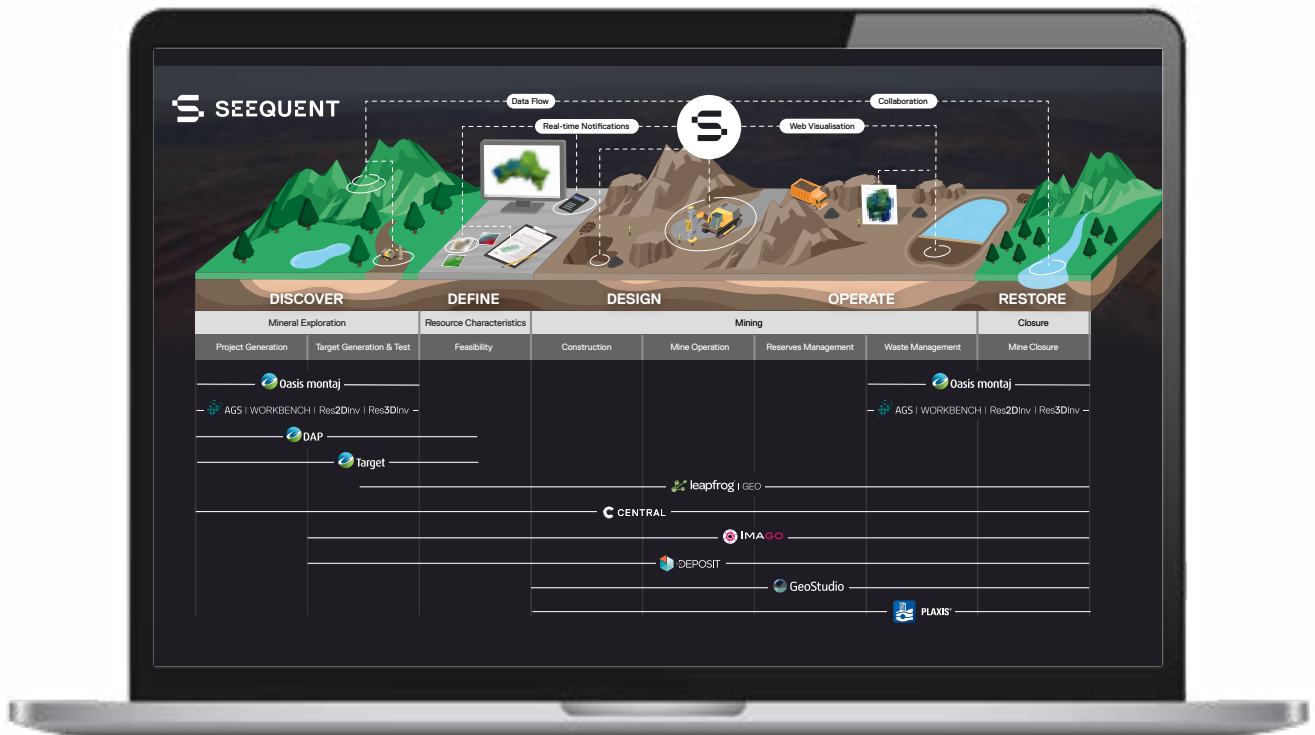 SEEQUENT
Data Flow
Collaboration
Real-time Notifications
Web Visualisation
DISCOVER
DEFINE
DESIGN
OPERATE
RESTORE
Mineral Exploration
Resource Characteristics
Mining
Closure
Project Generation
Target Generation & Test
Feasibility
Construction
Mine Operation
Reserves Management
Waste Management
Mine Closure
Oasis montaj
Oasis montaj
AGS | WORKBENCH | Res2DInv | Res3DInv
AGS | WORKBENCH | Res2DInv | Res3DInv
DAP
Target
leapfrog | GEO
CENTRAL
IMAGO
DEPOSIT
GeoStudio
PLAXIS®